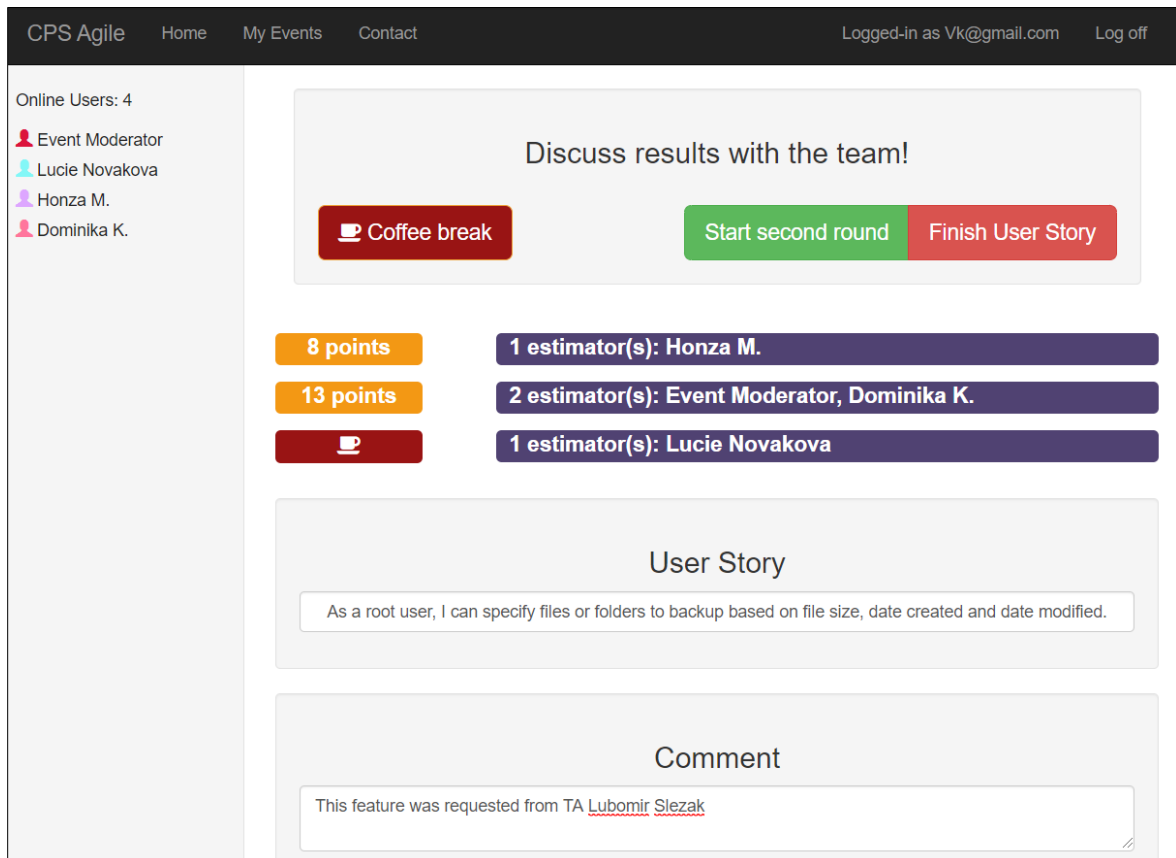 CPS Agile Home My Events Contact Logged-in as Vk@gmail.com Log off
Online Users: 4
Event Moderator
Lucie Novakova
Honza M.
Dominika K.
Discuss results with the team!
Coffee break Start second round Finish User Story
8 points 1 estimator(s): Honza M.
13 points 2 estimator(s): Event Moderator, Dominika K.
1 estimator(s): Lucie Novakova
User Story
As a root user, I can specify files or folders to backup based on file size, date created and date modified.
Comment
This feature was requested from TA Lubomir Slezak